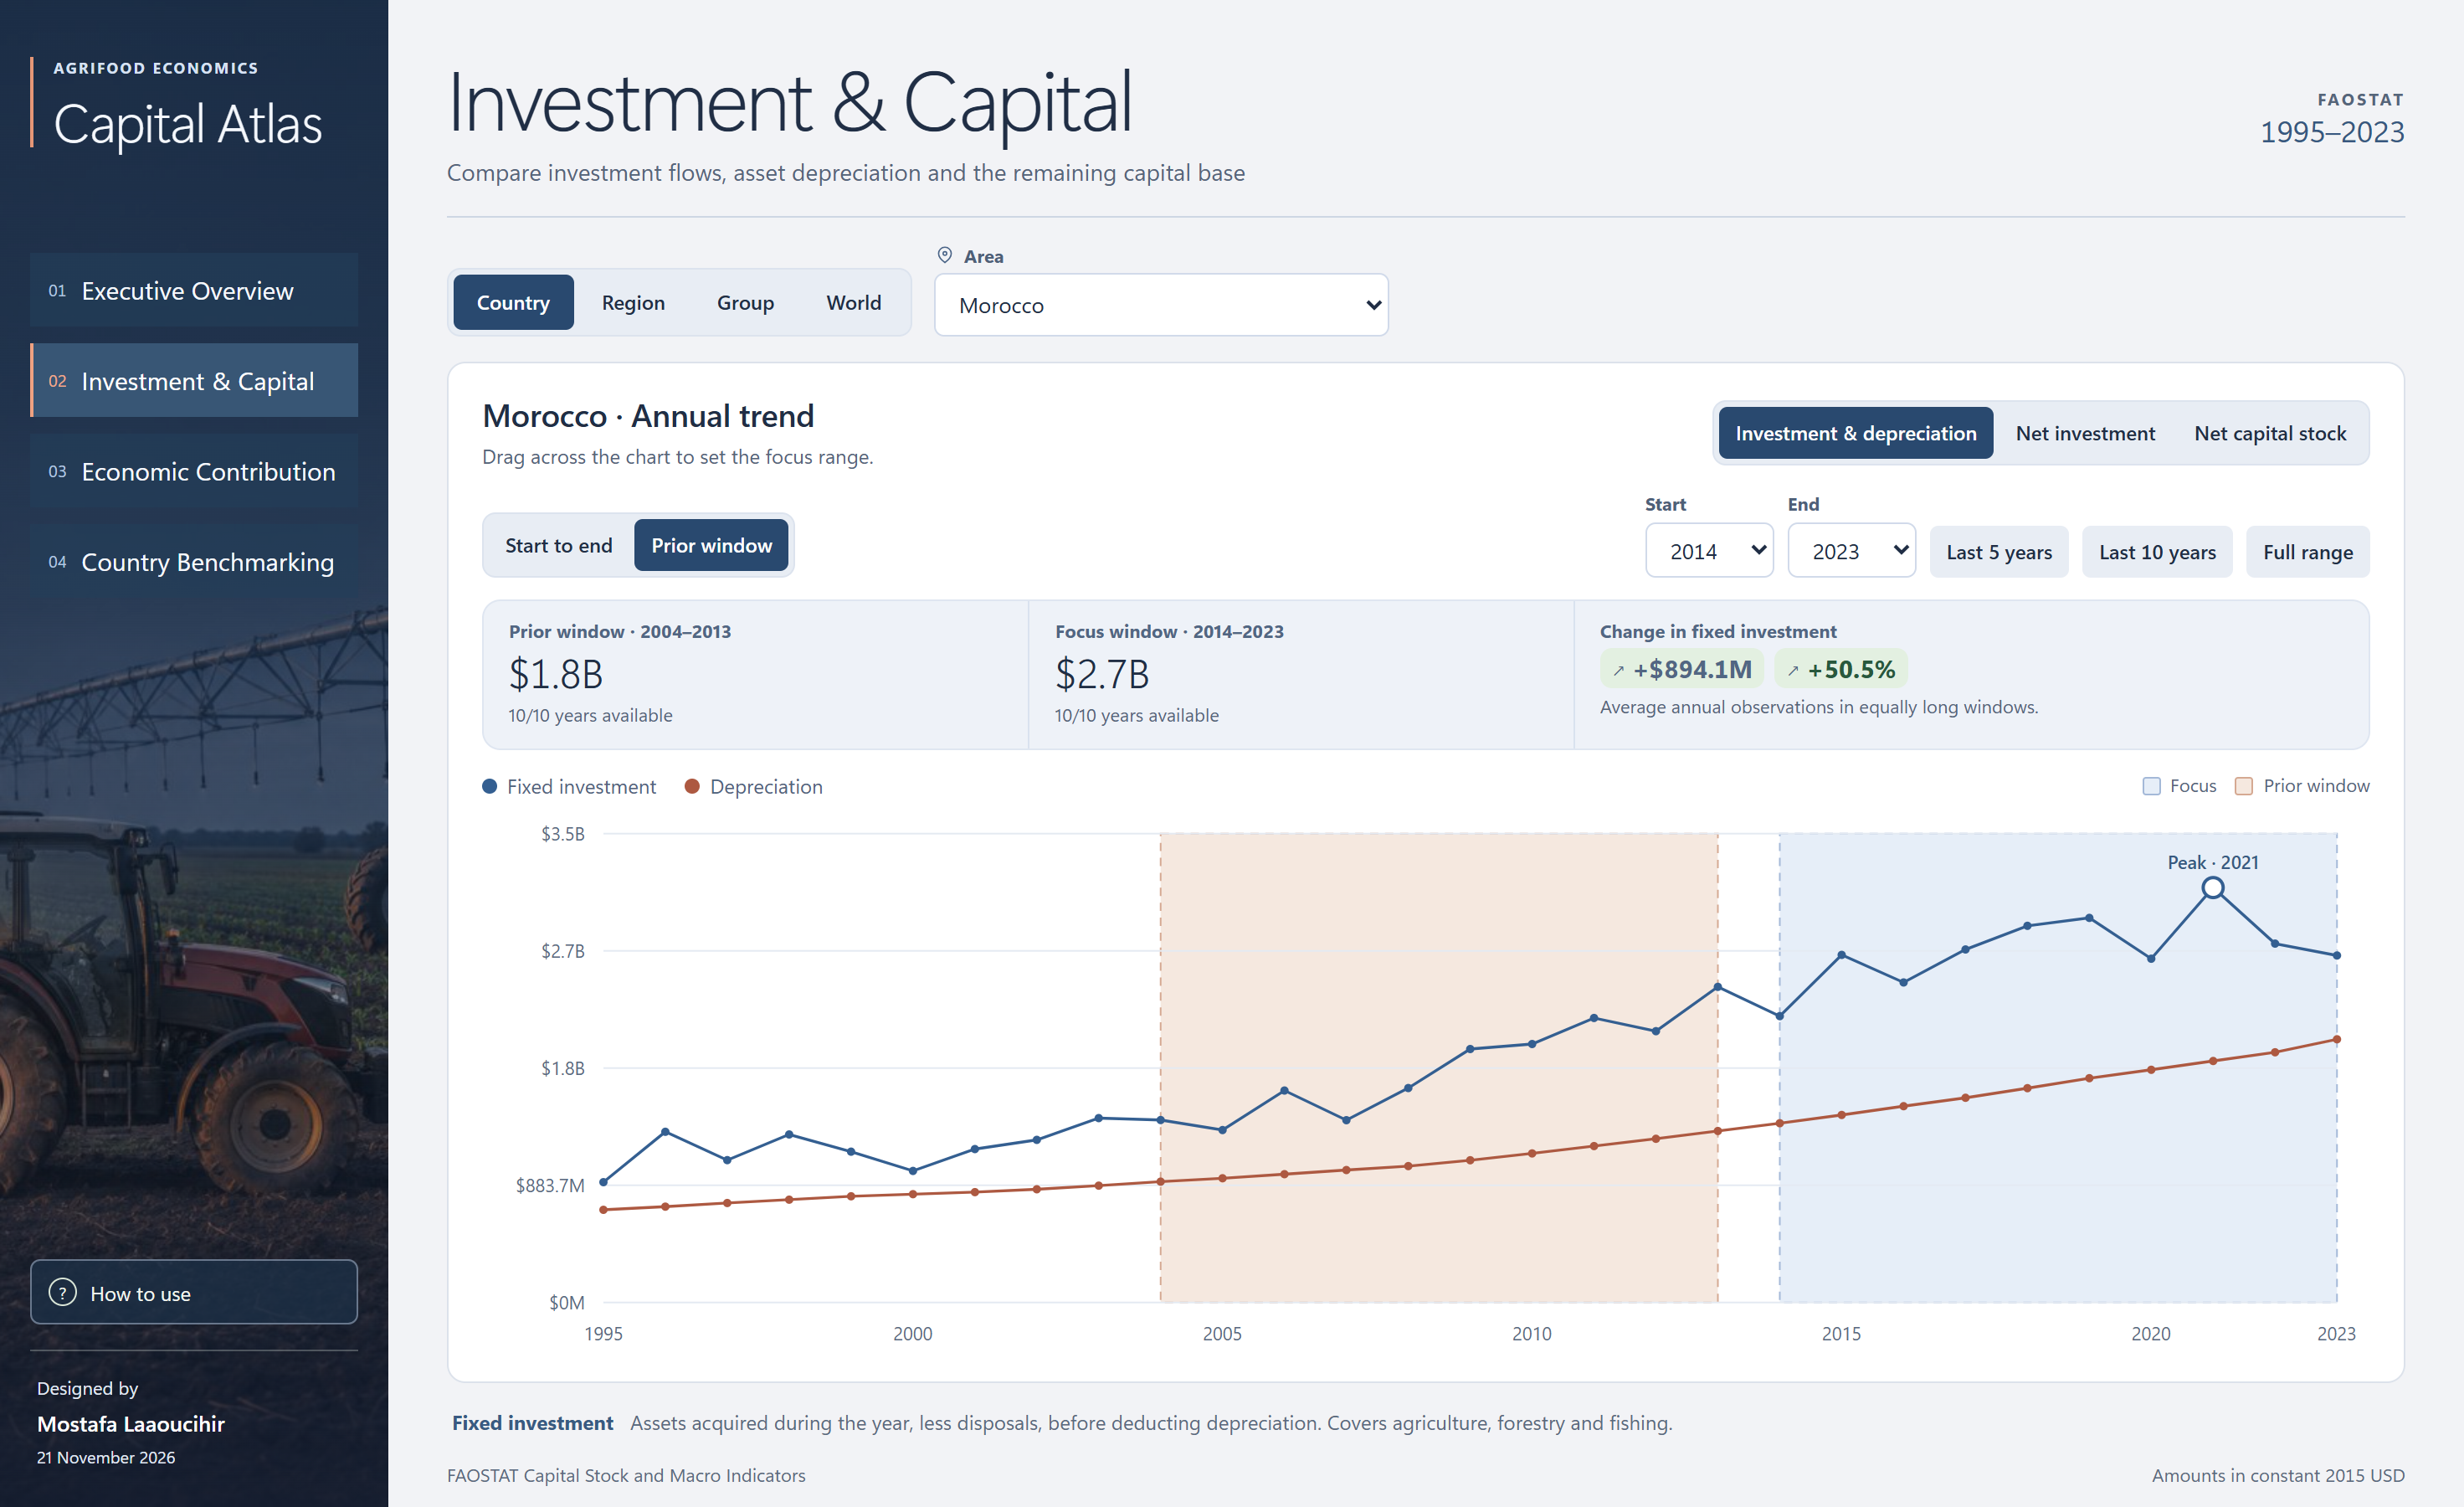 AGRIFOOD ECONOMICS
Capital Atlas
01 Executive Overview
02 Investment & Capital
03 Economic Contribution
04 Country Benchmarking
? How to use
Designed by
Mostafa Laaoucihir
21 November 2026
Investment & Capital
Compare investment flows, asset depreciation and the remaining capital base
FAOSTAT
1995–2023
Country Region Group World
Area
Morocco
Morocco · Annual trend
Drag across the chart to set the focus range.
Investment & depreciation Net investment Net capital stock
Start to end Prior window
Start End
2014 2023 Last 5 years Last 10 years Full range
Prior window · 2004–2013
$1.8B
10/10 years available
Focus window · 2014–2023
$2.7B
10/10 years available
Change in fixed investment
↗ +$894.1M ↗ +50.5%
Average annual observations in equally long windows.
Fixed investment Depreciation
Focus Prior window
$3.5B
Peak · 2021
$2.7B
$1.8B
$883.7M
$0M
1995 2000 2005 2010 2015 2020 2023
Fixed investment Assets acquired during the year, less disposals, before deducting depreciation. Covers agriculture, forestry and fishing.
FAOSTAT Capital Stock and Macro Indicators
Amounts in constant 2015 USD